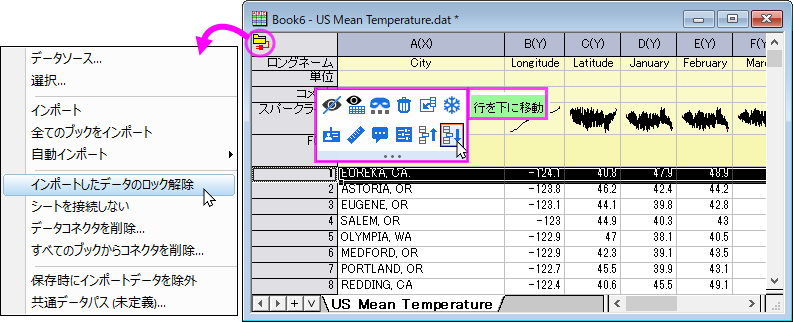 データソース...
選択...
インポート
全てのブックをインポート
自動インポート
インポートしたデータのロック解除
シートを接続しない
データコネクタを削除...
すべてのブックからコネクタを削除...
保存時にインポートデータを除外
共通データパス (未定義)...
Book6 - US Mean Temperature.dat *
A(X) B(Y) C(Y) D(Y) E(Y) F(Y)
ロングネーム City Longitude Latitude January February Marc
単位
コメ
スパークラ
F(
行を下に移動
1 EUREKA, CA. -124.1 40.8 47.9 48.9
2 ASTORIA, OR -123.8 46.2 42.4 44.2
3 EUGENE, OR -123.1 44.1 39.8 42.8
4 SALEM, OR -123 44.9 40.3 43
5 OLYMPIA, WA -122.9 47 38.1 40.5
6 MEDFORD, OR -122.9 42.3 39.1 43.5
7 PORTLAND, OR -122.7 45.5 39.9 43.1
8 REDDING, CA -122.4 40.6 45.5 49.1
US Mean Temperature